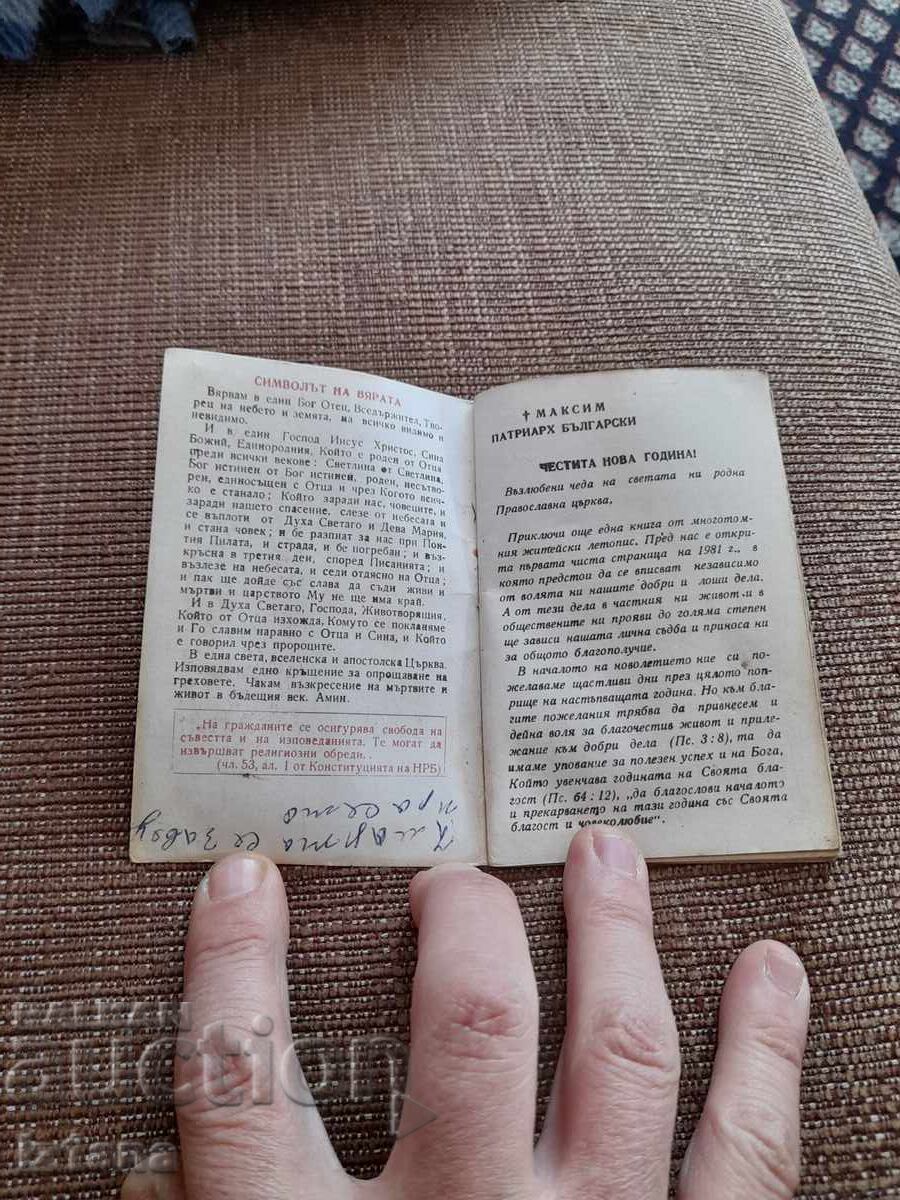 СИМВОЛЪТ НА ВЯРАТА
Вярвам в един Бог Отец, Вседържител, Тво-
рец на небето и земята, на всичко видимо и
невидимо.
И в един Господ Иисус Христос, Сина
Божий, Единородния, Който е роден от Отца
преди всички векове: Светлина от Светлина,
Бог истинен от Бог истинен, роден, несътво-
рен, единосъщен с Отца и чрез Когото всич-
ко е станало; Който заради нас, човеците, и
заради нашето спасение, слезе от небесата и
се въплоти от Духа Светаго и Дева Мария,
и стана човек; и бе разпнат за нас при Пон-
тия Пилата, и страда, и бе погребан; и въз-
кръсна в третия ден, според Писанията; и
възлезе на небесата, и седи отдясно на Отца;
и пак ще дойде със слава да съди живи и
мъртви и царството Му не ще има край.
И в Духа Светаго, Господа, Животворящия,
Който от Отца изхожда, Комуто се покланяме
и Го славим наравно с Отца и Сина, и Който
е говорил чрез пророците.
В една света, вселенска и апостолска Църква.
Изповядвам едно кръщение за опрощаване на
греховете. Чакам възкресение на мъртвите и
живот в бъдещия век. Амин.
„На гражданите се осигурява свобода на
съвестта и на изповеданията. Те могат да
извършват религиозни обреди.
(чл. 53, ал. 1 от Конституцията на НРБ)
марта се
† МАКСИМ
ПАТРИАРХ БЪЛГАРСКИ
ЧЕСТИТА НОВА ГОДИНА!
Възлюбени чеда на светата ни родна
Православна църква,
Приключи още една книга от многотом-
ния житейски летопис. Пред нас е откри-
та първата чиста страница на 1981 г., в
която предстои да се вписват независимо
от волята ни нашите добри и лоши дела.
А от тези дела в частния ни живот и в
обществените ни прояви до голяма степен
ще зависи нашата лична съдба и приноса ни
за общото благополучие.
В началото на новолетието ние си по-
желаваме щастливи дни през цялото поп-
рище на настъпващата година. Но към бла-
гите пожелания трябва да привнесем и
дейна воля за благочестив живот и приле-
жание към добри дела (Пс. 3:8), та да
имаме упование за полезен успех и на Бога,
Който увенчава годината на Своята бла-
гост (Пс. 64:12), „да благослови началото
и прекарването на тази година със Своята
благост и човеколюбие“.
BALKAN
auction
izfana